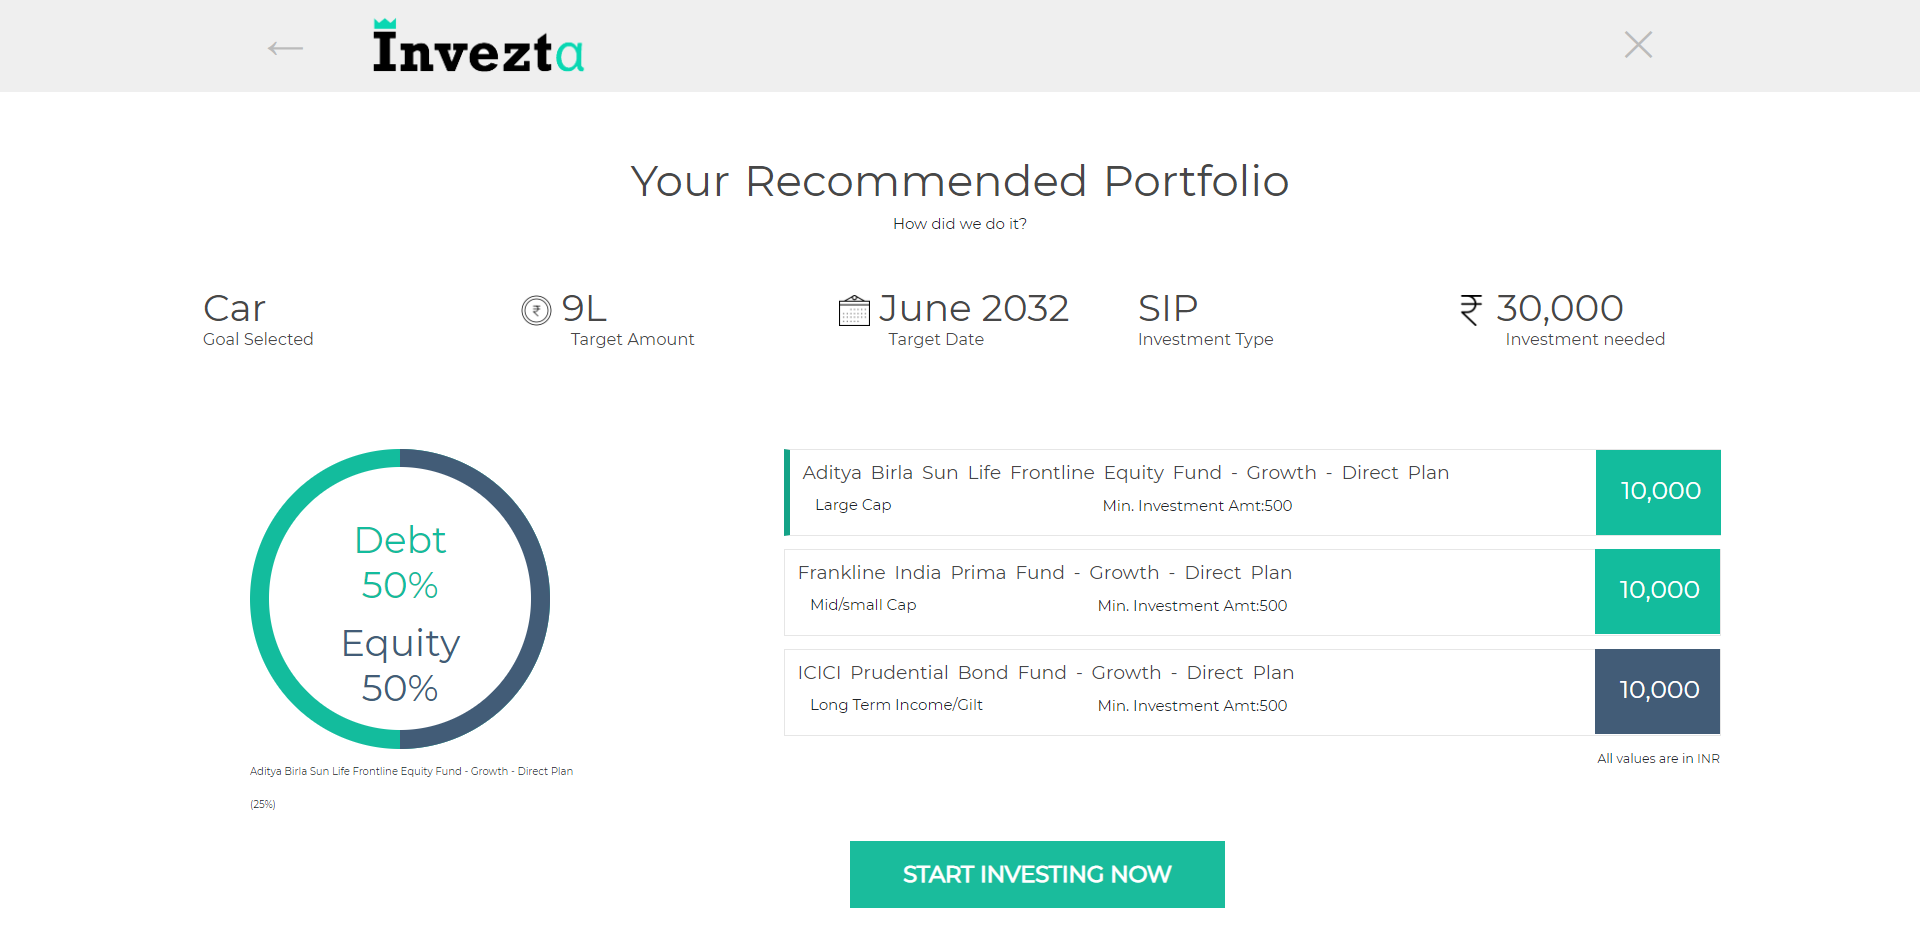 Invezta
Your Recommended Portfolio
How did we do it?
Car
Goal Selected
₹ 9L
Target Amount
June 2032
Target Date
SIP
Investment Type
₹ 30,000
Investment needed
Debt
50%
Equity
50%
Aditya Birla Sun Life Frontline Equity Fund - Growth - Direct Plan
(25%)
Aditya Birla Sun Life Frontline Equity Fund - Growth - Direct Plan
Large Cap Min. Investment Amt:500
10,000
Frankline India Prima Fund - Growth - Direct Plan
Mid/small Cap Min. Investment Amt:500
10,000
ICICI Prudential Bond Fund - Growth - Direct Plan
Long Term Income/Gilt Min. Investment Amt:500
10,000
All values are in INR
START INVESTING NOW